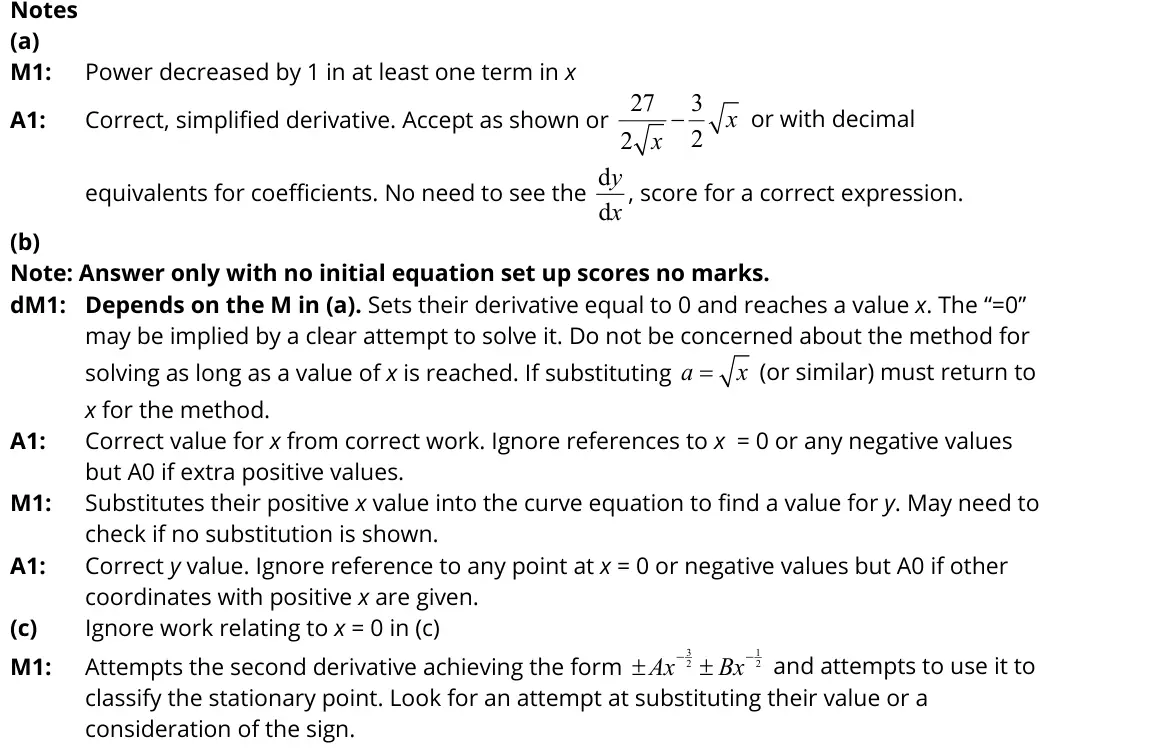 Notes
(a)
M1: Power decreased by 1 in at least one term in x
A1: Correct, simplified derivative. Accept as shown or \frac{27}{2\sqrt{x}} - \frac{3}{2}\sqrt{x} or with decimal
equivalents for coefficients. No need to see the \frac{dy}{dx}, score for a correct expression.
(b)
Note: Answer only with no initial equation set up scores no marks.
dM1: Depends on the M in (a). Sets their derivative equal to 0 and reaches a value x. The “=0”
may be implied by a clear attempt to solve it. Do not be concerned about the method for
solving as long as a value of x is reached. If substituting a = \sqrt{x} (or similar) must return to
x for the method.
A1: Correct value for x from correct work. Ignore references to x = 0 or any negative values
but A0 if extra positive values.
M1: Substitutes their positive x value into the curve equation to find a value for y. May need to
check if no substitution is shown.
A1: Correct y value. Ignore reference to any point at x = 0 or negative values but A0 if other
coordinates with positive x are given.
(c) Ignore work relating to x = 0 in (c)
M1: Attempts the second derivative achieving the form ±Ax^{-\frac{3}{2}} ± Bx^{-\frac{1}{2}} and attempts to use it to
classify the stationary point. Look for an attempt at substituting their value or a
consideration of the sign.